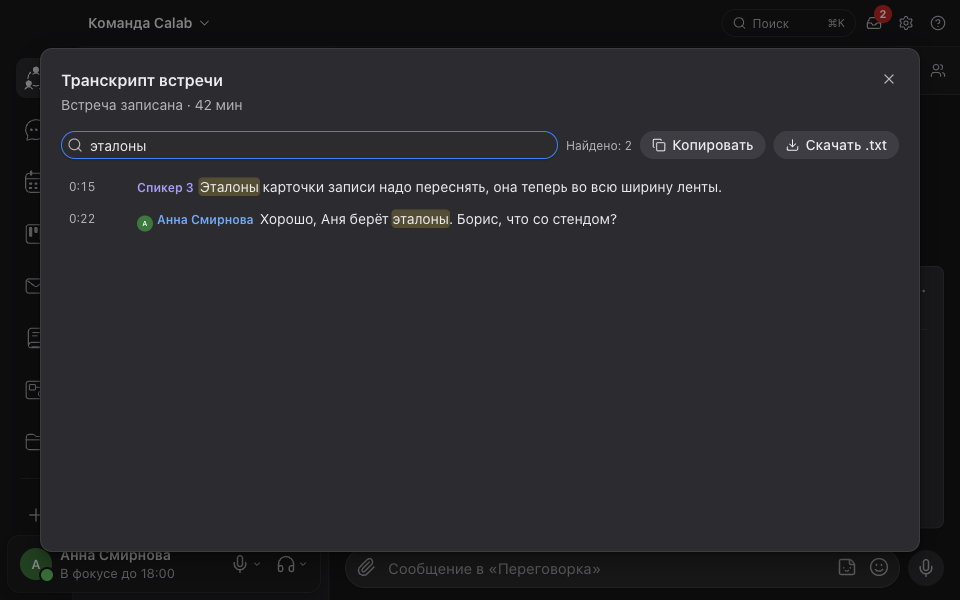 Команда Calab
Поиск ⌘K
2
Транскрипт встречи
Встреча записана · 42 мин
эталоны
Найдено: 2
Копировать
Скачать .txt
0:15 Спикер 3 Эталоны карточки записи надо переснять, она теперь во всю ширину ленты.
0:22 А Анна Смирнова Хорошо, Аня берёт эталоны. Борис, что со стендом?
А
Анна Смирнова
В фокусе до 18:00
Сообщение в «Переговорка»